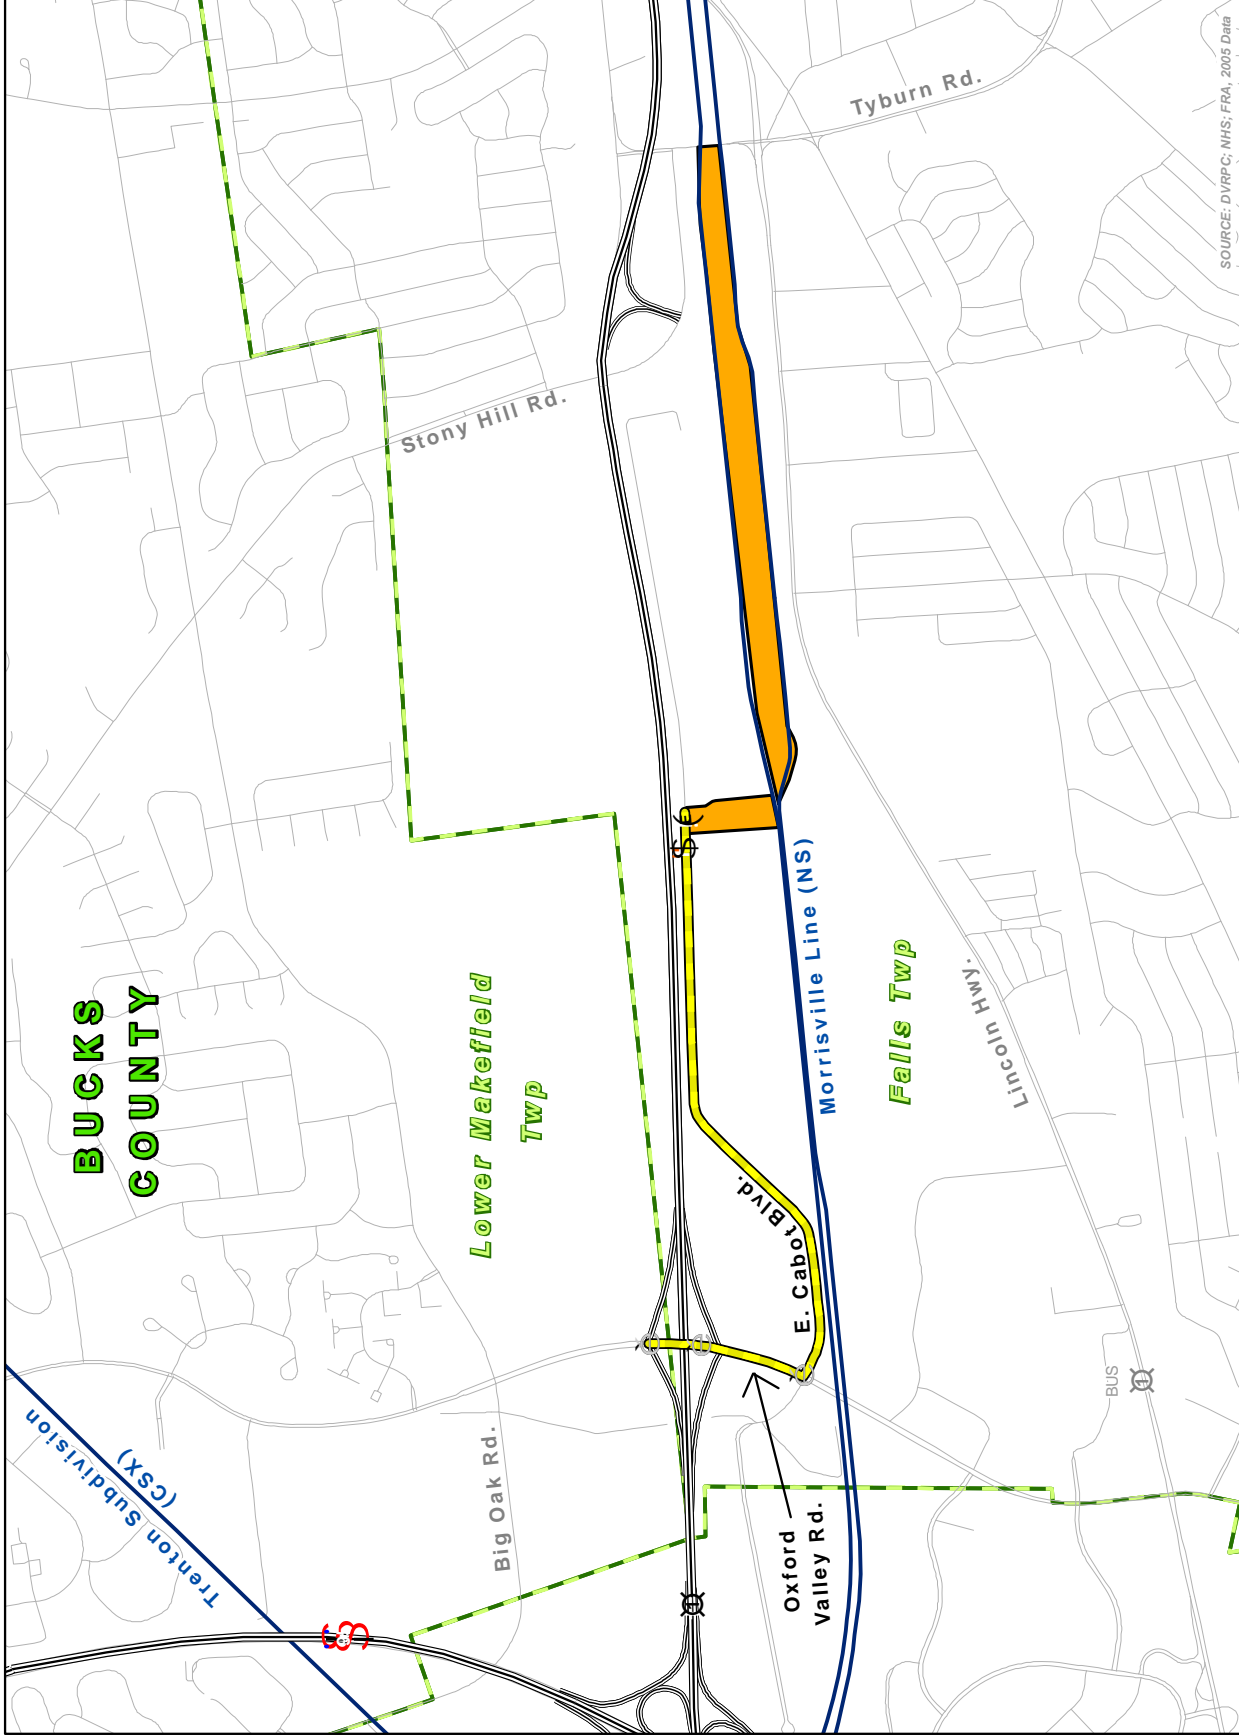 BUCKS
COUNTY
Lower Makefield
Twp
Falls Twp
Tyburn Rd.
Stony Hill Rd.
Lincoln Hwy.
Morrisville Line (NS)
E. Cabot Blvd.
Oxford
Valley Rd.
Big Oak Rd.
Trenton Subdivision
(CSX)
BUS
1
1
SOURCE: DVRPC; NHS; FRA, 2005 Data